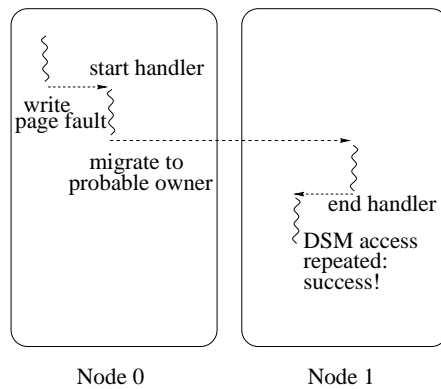 start handler
write
page fault
migrate to
probable owner
end handler
DSM access
repeated:
success!
Node 0
Node 1